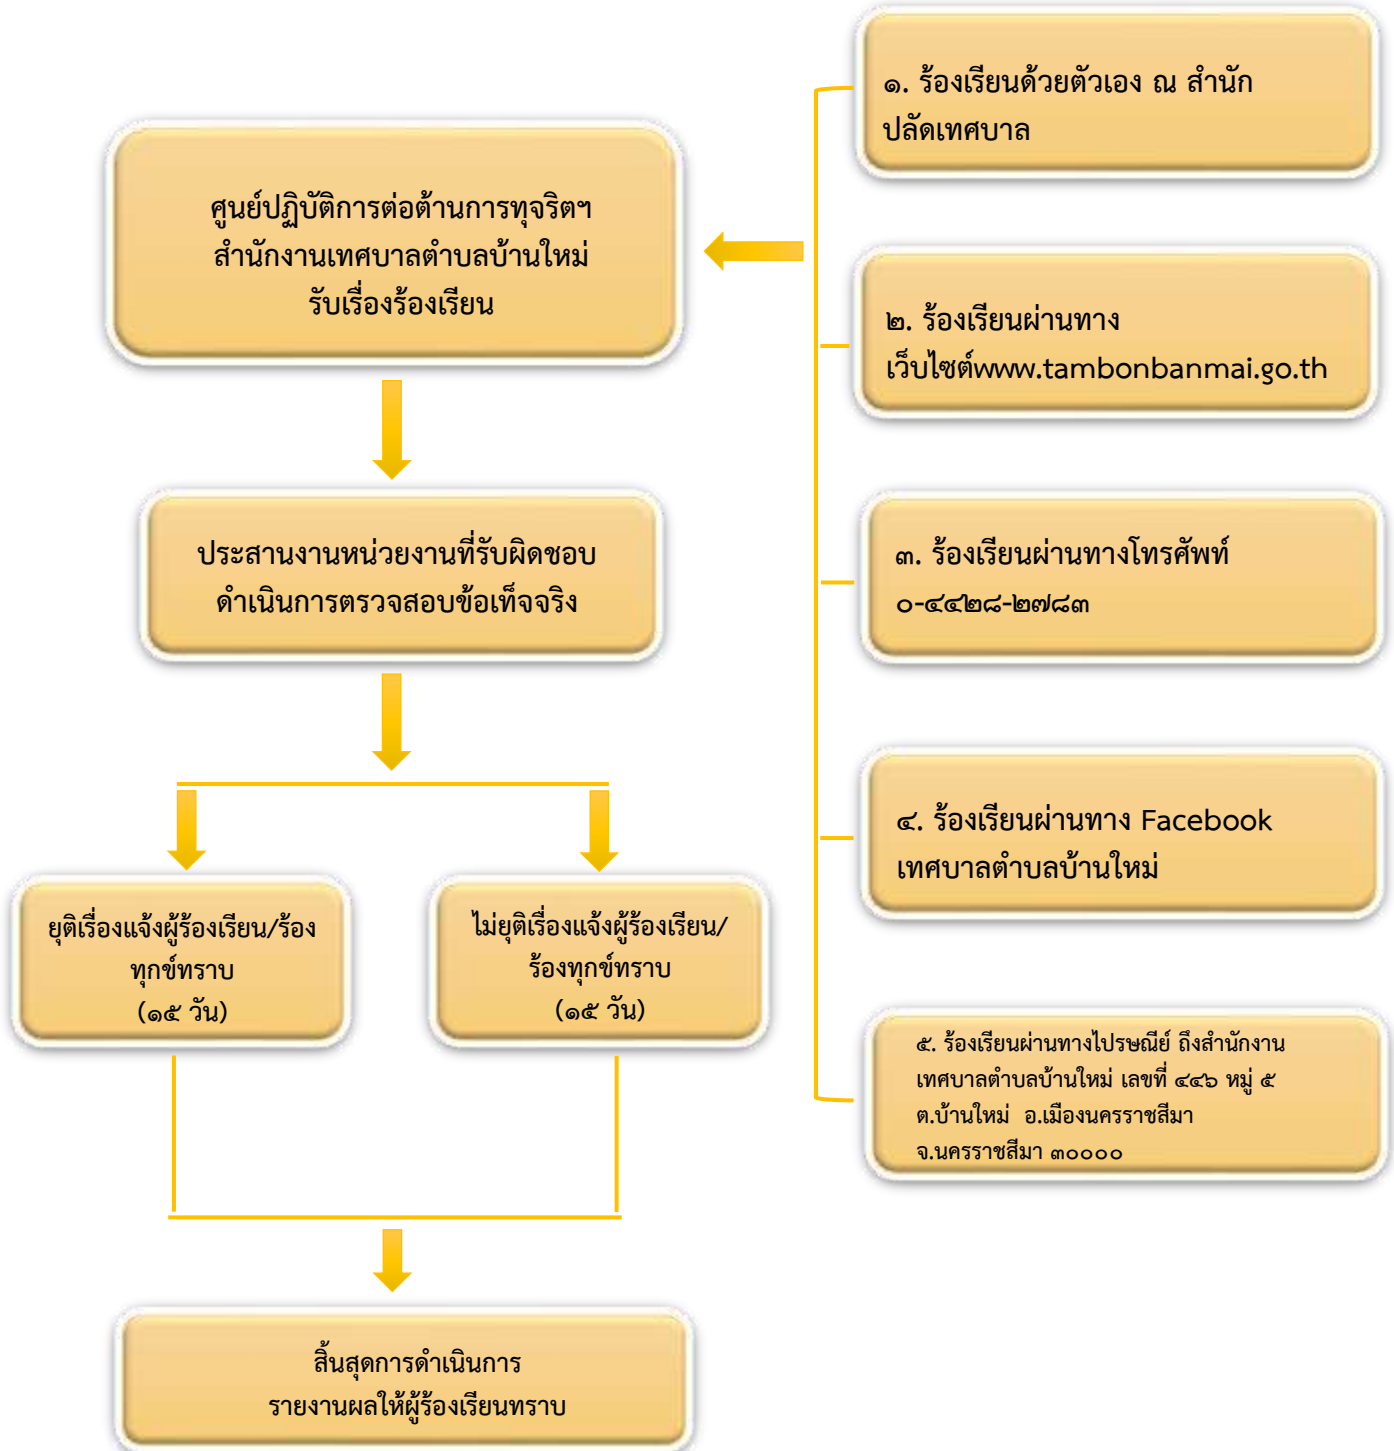 ๑. ร้องเรียนด้วยตัวเอง ณ สำนัก
ปลัดเทศบาล
ศูนย์ปฏิบัติการต่อต้านการทุจริตฯ
สำนักงานเทศบาลตำบลบ้านใหม่
รับเรื่องร้องเรียน
๒. ร้องเรียนผ่านทาง
เว็บไซต์www.tambonbanmai.go.th
๓. ร้องเรียนผ่านทางโทรศัพท์
๐-๔๔๒๘-๒๗๘๓
ประสานงานหน่วยงานที่รับผิดชอบ
ดำเนินการตรวจสอบข้อเท็จจริง
๔. ร้องเรียนผ่านทาง Facebook
เทศบาลตำบลบ้านใหม่
ยุติเรื่องแจ้งผู้ร้องเรียน/ร้อง
ทุกข์ทราบ
(๑๕ วัน)
ไม่ยุติเรื่องแจ้งผู้ร้องเรียน/
ร้องทุกข์ทราบ
(๑๕ วัน)
๕. ร้องเรียนผ่านทางไปรษณีย์ ถึงสำนักงาน
เทศบาลตำบลบ้านใหม่ เลขที่ ๔๔๖ หมู่ ๕
ต.บ้านใหม่ อ.เมืองนครราชสีมา
จ.นครราชสีมา ๓๐๐๐๐
สิ้นสุดการดำเนินการ
รายงานผลให้ผู้ร้องเรียนทราบ